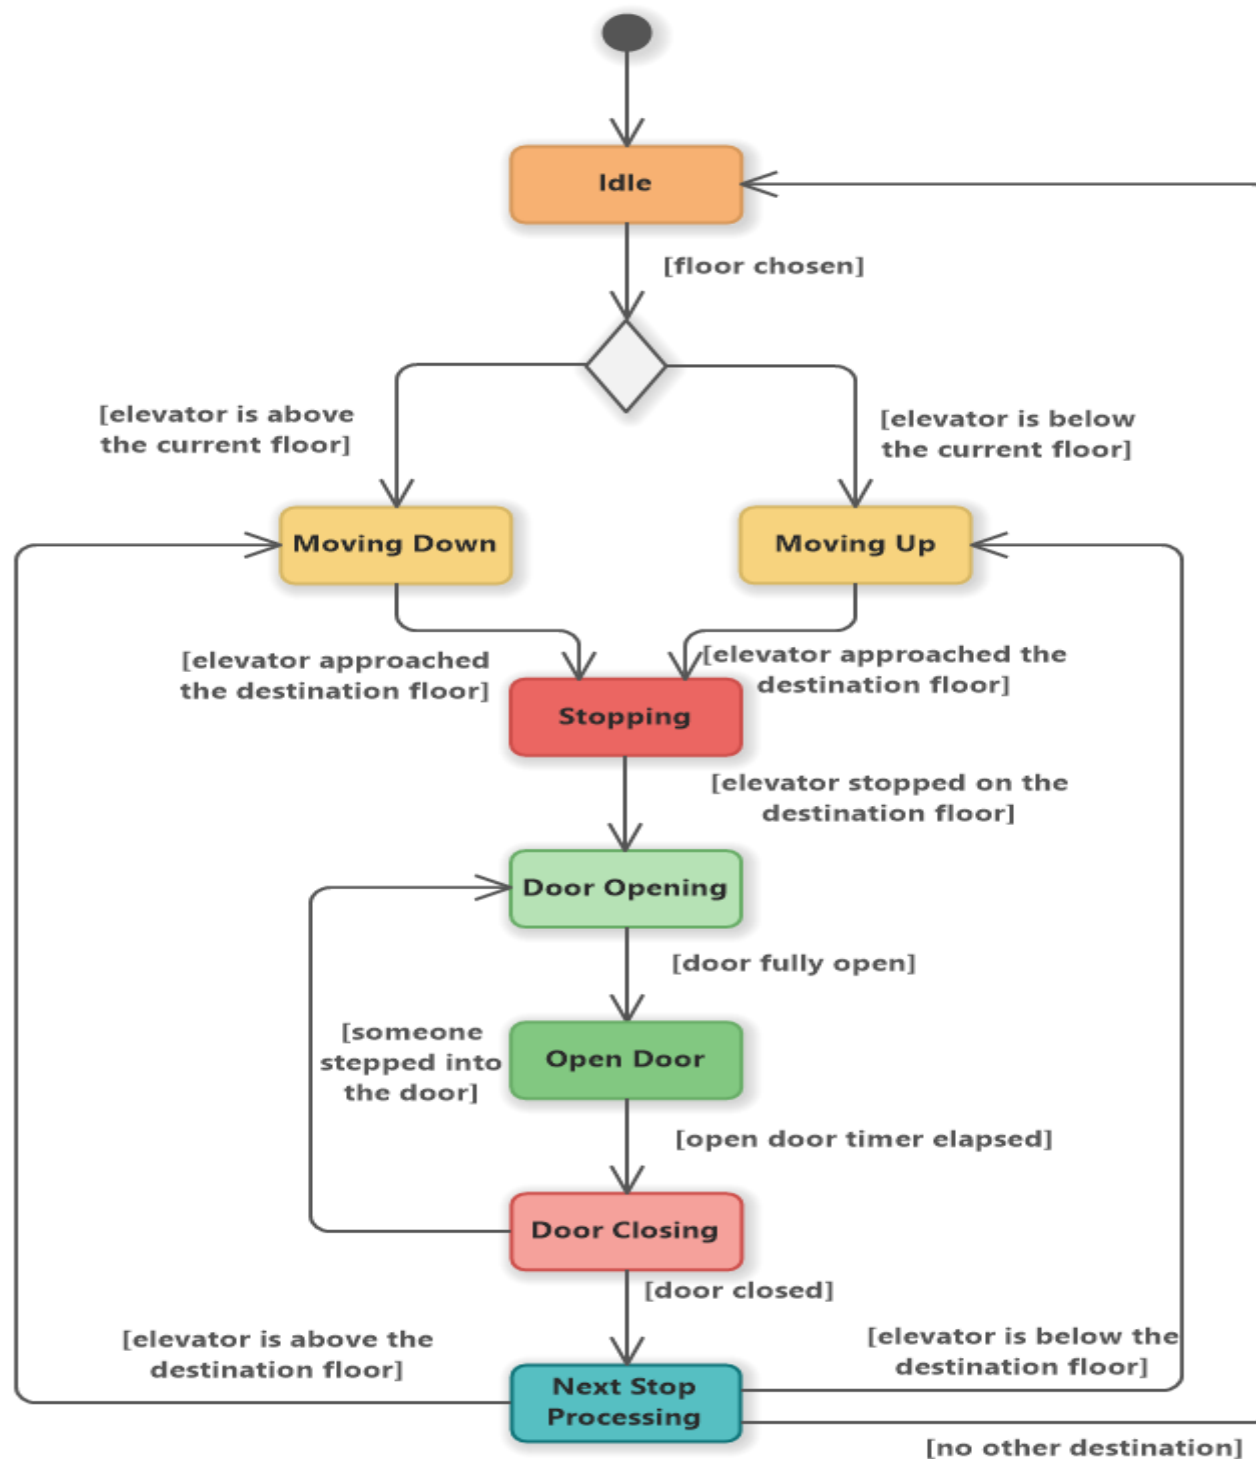 Idle
[floor chosen]
[elevator is above
the current floor]
[elevator is below
the current floor]
Moving Down
Moving Up
[elevator approached
the destination floor]
[elevator approached the
destination floor]
Stopping
[elevator stopped on the
destination floor]
Door Opening
[door fully open]
[someone
stepped into
the door]
Open Door
[open door timer elapsed]
Door Closing
[door closed]
[elevator is above the
destination floor]
[elevator is below the
destination floor]
Next Stop
Processing
[no other destination]